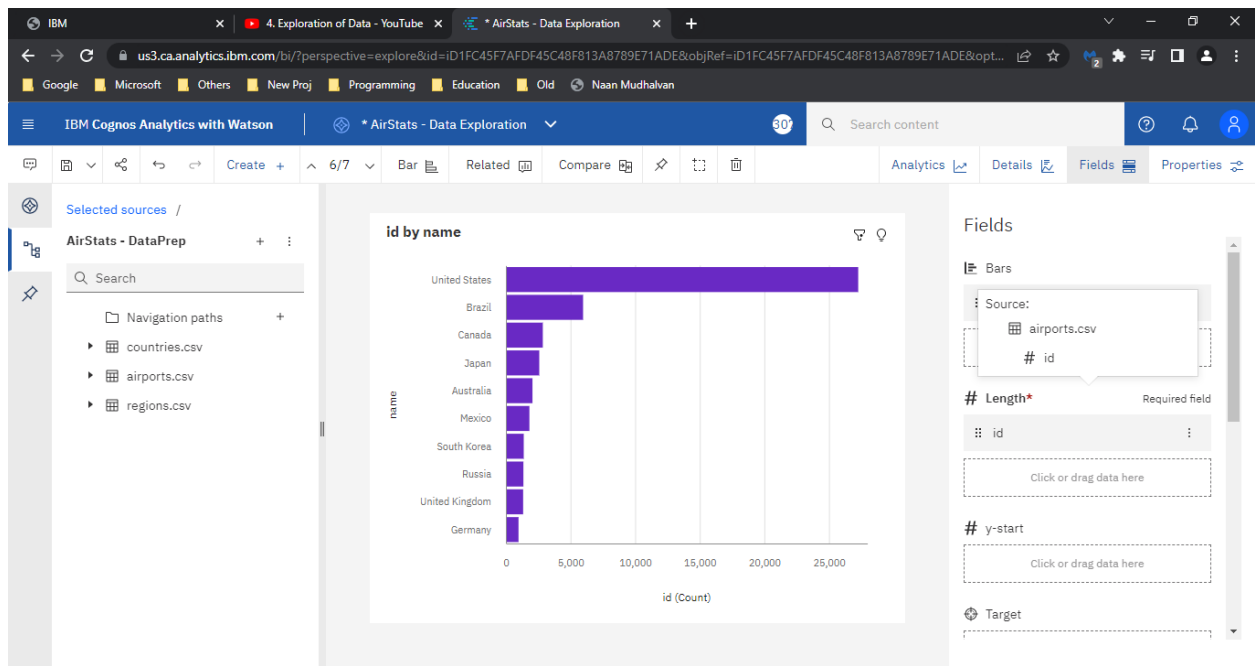 IBM
4. Exploration of Data - YouTube
* AirStats - Data Exploration
us3.ca.analytics.ibm.com/bi/?perspective=explore&id=iD1FC45F7AFDF45C48F813A8789E71ADE&objRef=iD1FC45F7AFDF45C48F813A8789E71ADE&opt...
2
Google Microsoft Others New Proj Programming Education Old Naan Mudhalvan
IBM Cognos Analytics with Watson * AirStats - Data Exploration Search content
Create + 6/7 Bar Related Compare Analytics Details Fields Properties
Selected sources /
AirStats - DataPrep
Search
Navigation paths
countries.csv
airports.csv
regions.csv
id by name
United States
Brazil
Canada
Japan
Australia
Mexico
South Korea
Russia
United Kingdom
Germany
name
0 5,000 10,000 15,000 20,000 25,000
id (Count)
Fields
Bars
Source:
airports.csv
# id
# Length* Required field
id
Click or drag data here
# y-start
Click or drag data here
Target